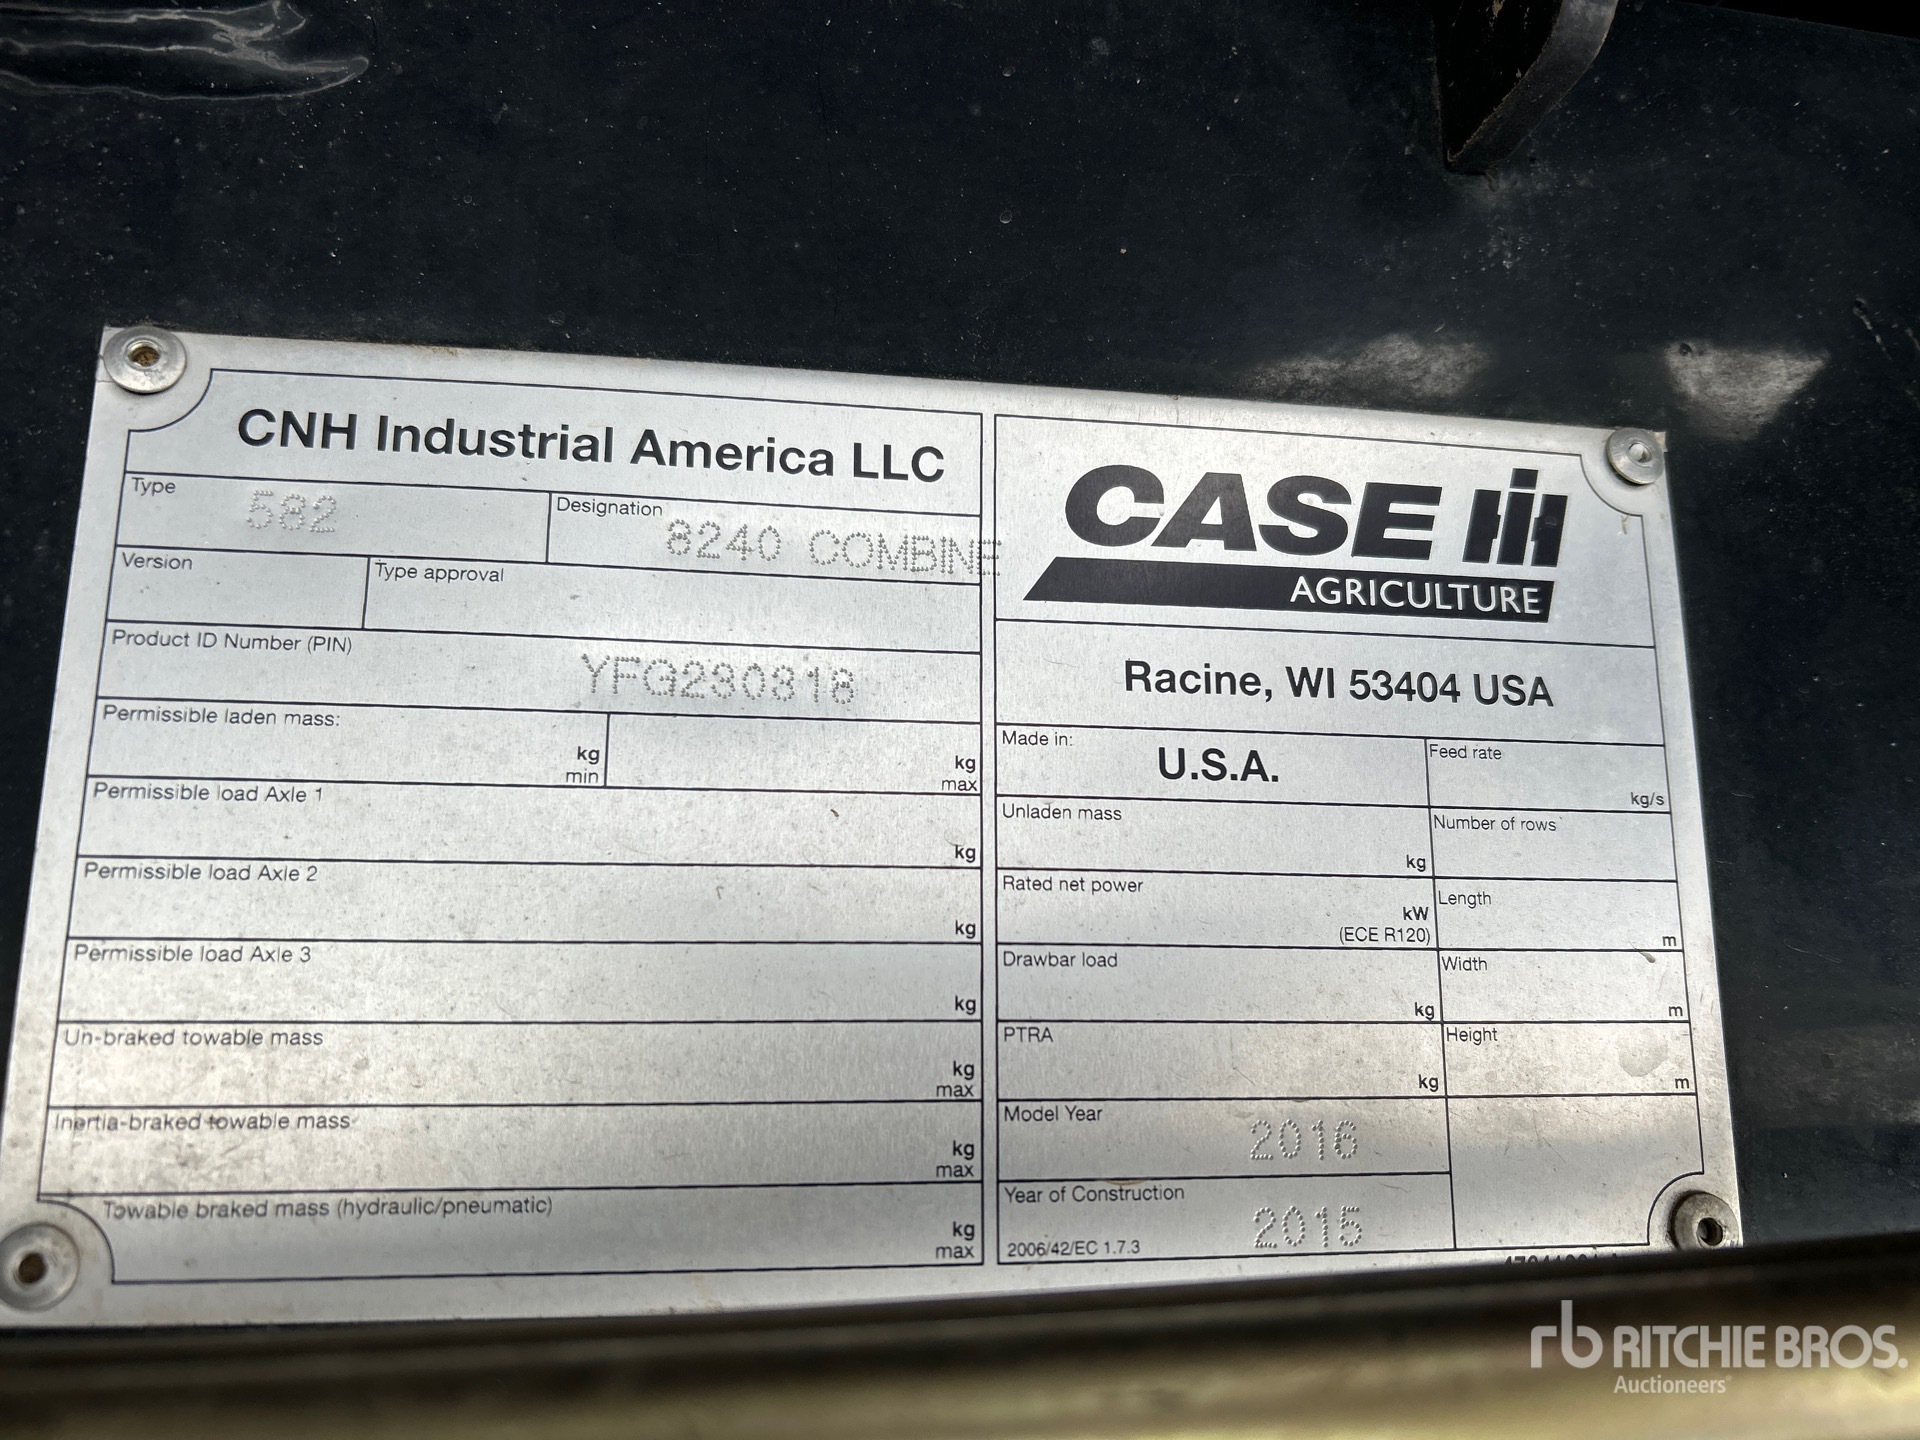 CNH Industrial America LLC
Type 582
Designation 8240 COMBINE
Version
Type approval
Product ID Number (PIN) YFG230318
Permissible laden mass:
kg
min
kg
max
Permissible load Axle 1
kg
Permissible load Axle 2
kg
Permissible load Axle 3
kg
Un-braked towable mass
kg
max
Inertia-braked towable mass
kg
max
Towable braked mass (hydraulic/pneumatic)
kg
max
CASE IH
AGRICULTURE
Racine, WI 53404 USA
Made in: U.S.A.
Feed rate
kg/s
Unladen mass
kg
Number of rows
Rated net power
kW
(ECE R120)
Length
m
Drawbar load
kg
Width
m
PTRA
kg
Height
m
Model Year 2016
Year of Construction 2015
2006/42/EC 1.7.3
rb RITCHIE BROS.
Auctioneers